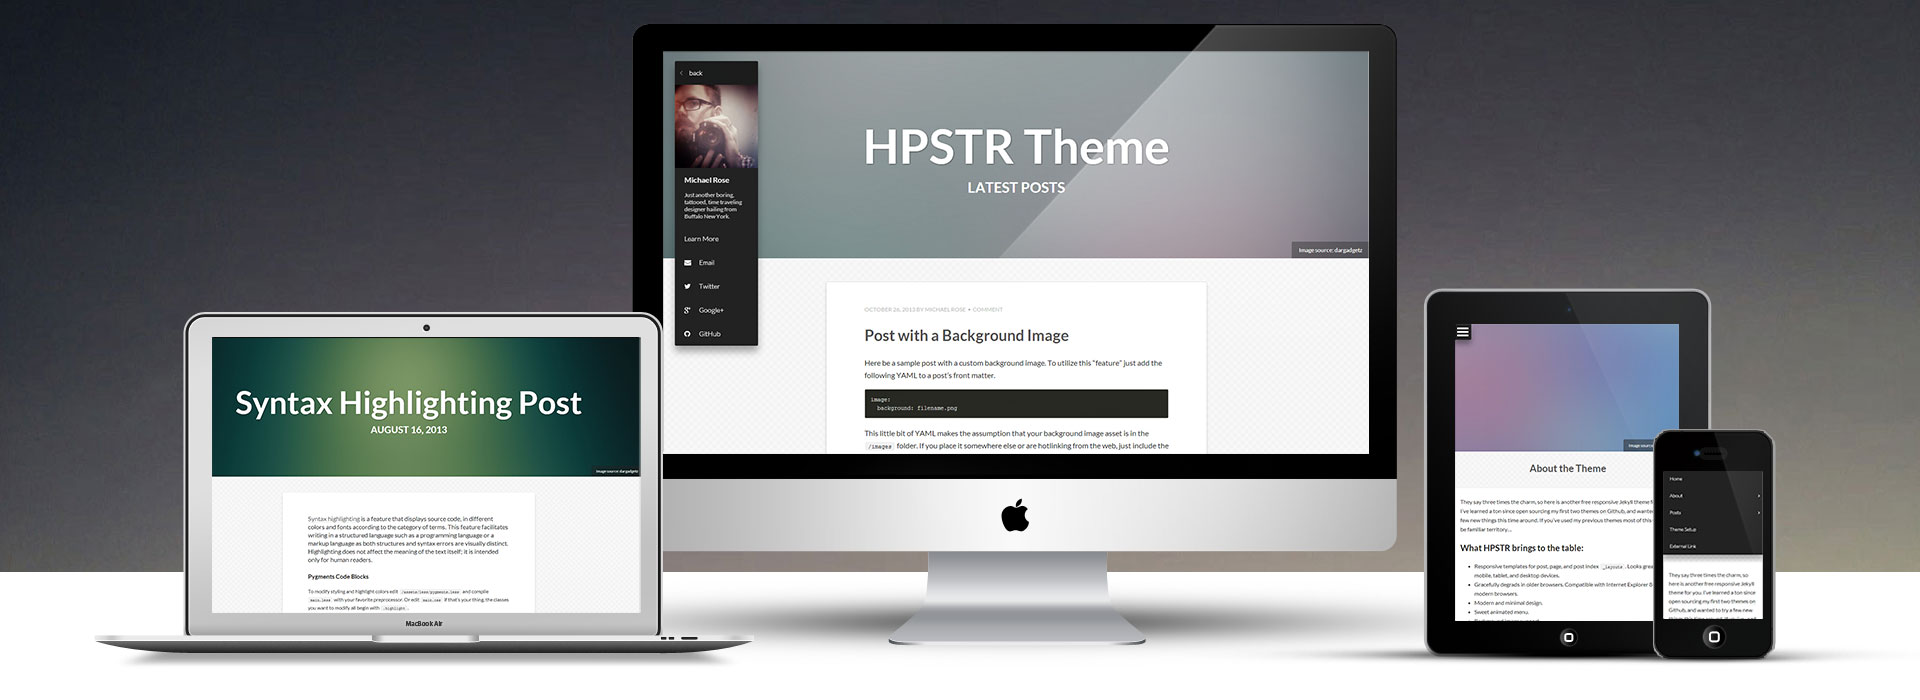 back
Michael Rose
Just another boring,
tattooed, time traveling
designer hailing from
Buffalo New York.
Learn More
Email
Twitter
Google+
GitHub
HPSTR Theme
LATEST POSTS
Image source: dargadgetz
OCTOBER 26, 2013 BY MICHAEL ROSE • COMMENT
Post with a Background Image
Here be a sample post with a custom background image. To utilize this "feature" just add the
following YAML to a post's front matter.
image:
background: filename.png
This little bit of YAML makes the assumption that your background image asset is in the
/images folder. If you place it somewhere else or are hotlinking from the web, just include the
Syntax Highlighting Post
AUGUST 16, 2013
Image source: dargadgetz
Syntax highlighting is a feature that displays source code, in different
colors and fonts according to the category of terms. This feature facilitates
writing in a structured language such as a programming language or a
markup language as both structures and syntax errors are visually distinct.
Highlighting does not affect the meaning of the text itself; it is intended
only for human readers.
Pygments Code Blocks
To modify styling and highlight colors edit /assets/less/pygments.less and compile
main.less with your favorite preprocessor. Or edit main.css if that's your thing, the classes
you want to modify all begin with .highlight.
MacBook Air
Image source
About the Theme
They say three times the charm, so here is another free responsive Jekyll theme f
I've learned a ton since open sourcing my first two themes on Github, and wanted
few new things this time around. If you've used my previous themes most of this
be familiar territory...
What HPSTR brings to the table:
• Responsive templates for post, page, and post index _layouts. Looks grea
mobile, tablet, and desktop devices.
• Gracefully degrads in older browsers. Compatible with Internet Explorer 8
modern browsers.
• Modern and minimal design.
• Sweet animated menu.
Home
About
Posts
Theme Setup
External Link
They say three times the charm, so
here is another free responsive Jekyll
theme for you. I've learned a ton since
open sourcing my first two themes on
Github, and wanted to try a few new